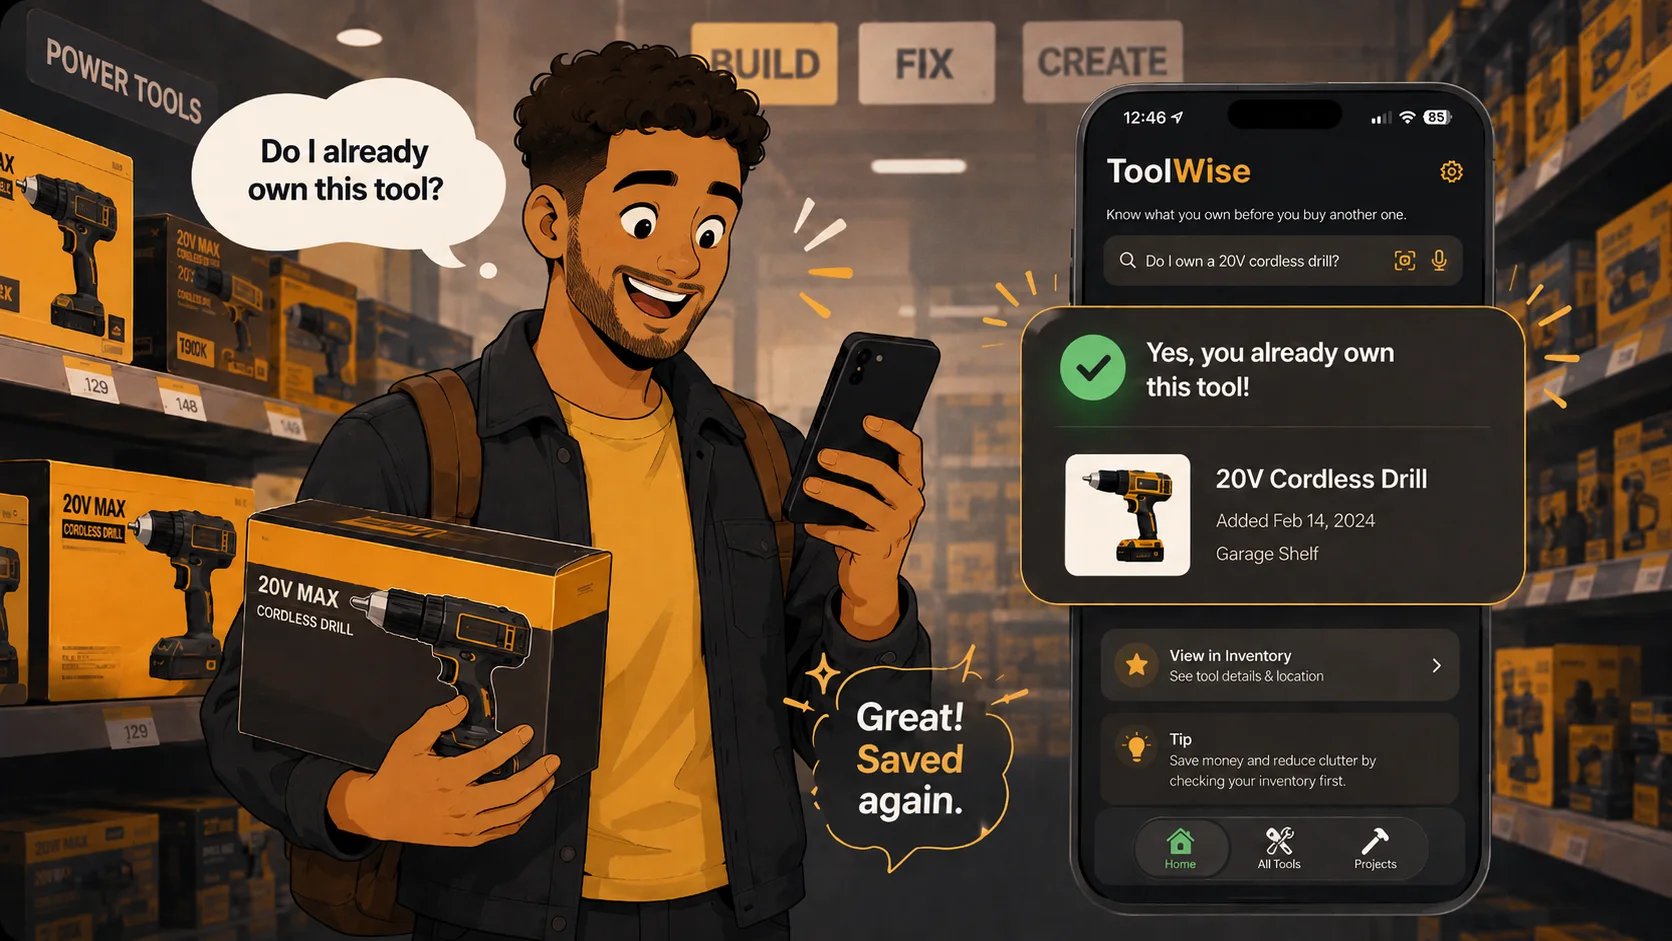 POWER TOOLS
BUILD
FIX
CREATE
Do I already
own this tool?
20V MAX
129
148
149
20V MAX
CORDLESS DRILL
129
20V MAX
CORDLESS DRILL
Great!
Saved
again.
12:46
85
ToolWise
Know what you own before you buy another one.
Do I own a 20V cordless drill?
Yes, you already own
this tool!
20V Cordless Drill
Added Feb 14, 2024
Garage Shelf
View in Inventory
See tool details & location
Tip
Save money and reduce clutter by
checking your inventory first.
Home
All Tools
Projects